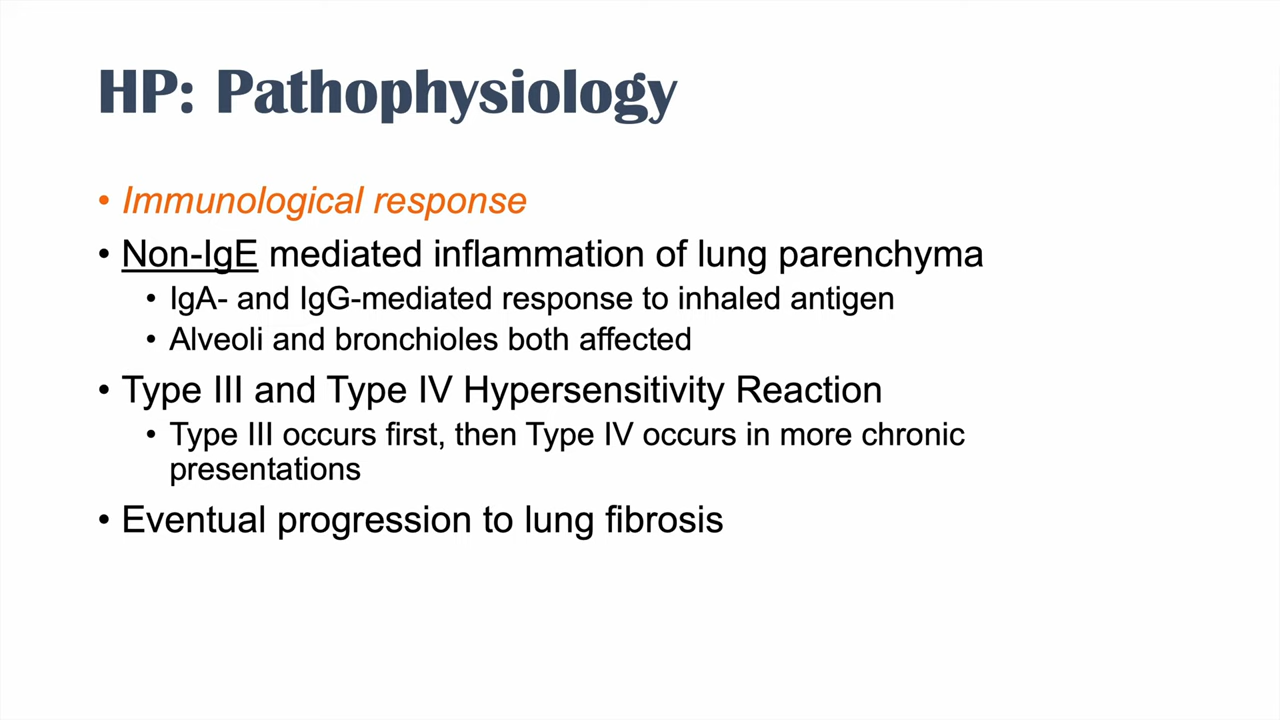 HP: Pathophysiology
• Immunological response
• Non-IgE mediated inflammation of lung parenchyma
• IgA- and IgG-mediated response to inhaled antigen
• Alveoli and bronchioles both affected
• Type III and Type IV Hypersensitivity Reaction
• Type III occurs first, then Type IV occurs in more chronic
presentations
• Eventual progression to lung fibrosis